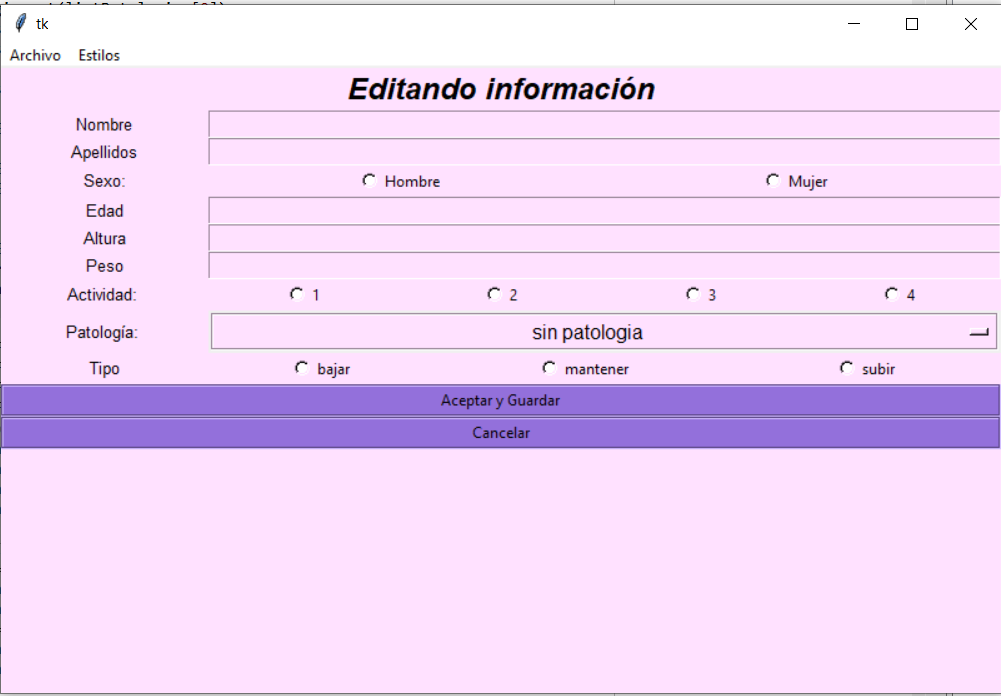 tk
Archivo Estilos
Editando información
Nombre
Apellidos
Sexo: Hombre Mujer
Edad
Altura
Peso
Actividad: 1 2 3 4
Patología: sin patologia
Tipo bajar mantener subir
Aceptar y Guardar
Cancelar